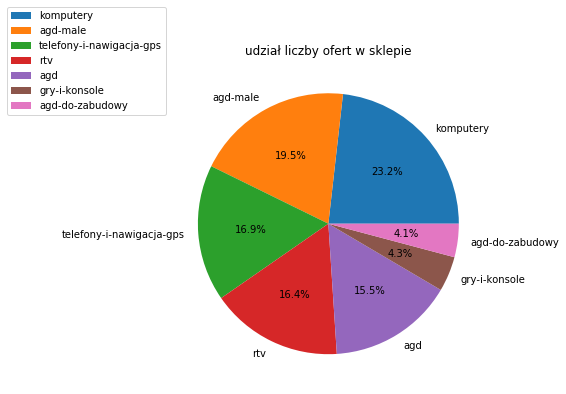 komputery
agd-male
telefony-i-nawigacja-gps
rtv
agd
gry-i-konsole
agd-do-zabudowy
udział liczby ofert w sklepie
agd-male
komputery
19.5%
23.2%
telefony-i-nawigacja-gps
16.9%
4.1%
agd-do-zabudowy
4.3%
gry-i-konsole
16.4%
15.5%
rtv
agd